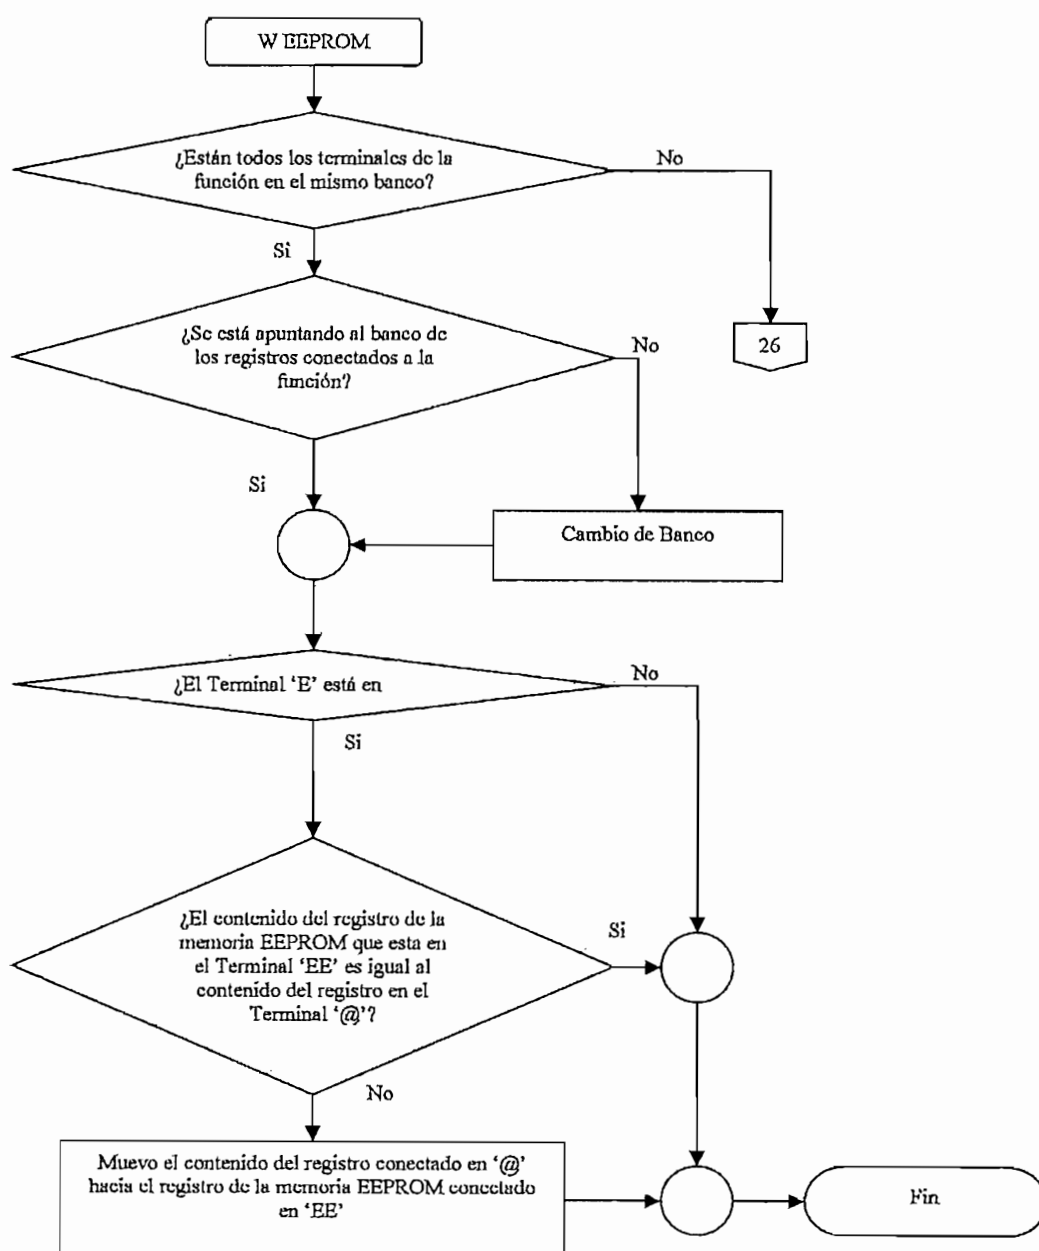 W EEPROM
¿Están todos los terminales de la
función en el mismo banco?
No
Si
¿Se está apuntando al banco de
los registros conectados a la
función?
No
26
Si
Cambio de Banco
¿El Terminal ‘E’ está en
No
Si
¿El contenido del registro de la
memoria EEPROM que esta en
el Terminal ‘EE’ es igual al
contenido del registro en el
Terminal ‘@’?
Si
No
Muevo el contenido del registro conectado en ‘@’
hacia el registro de la memoria EEPROM conectado
en ‘EE’
Fin